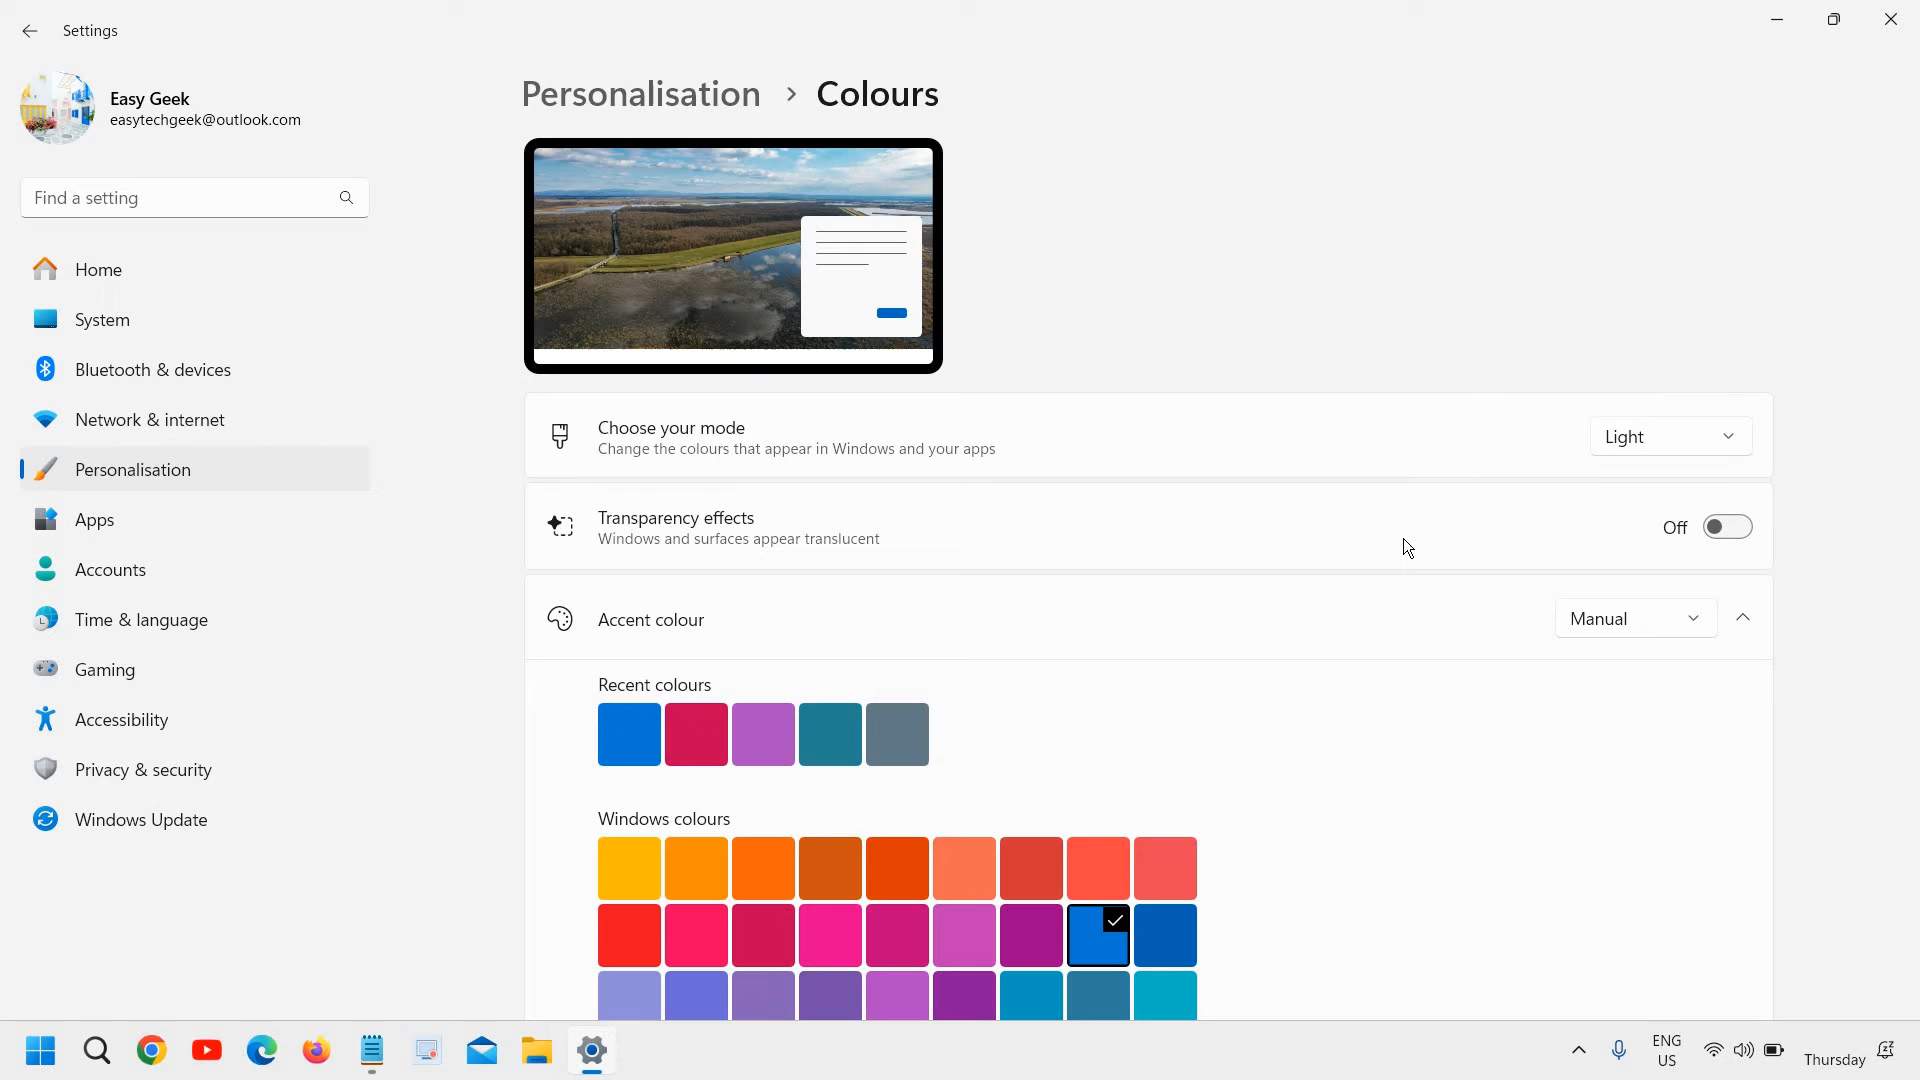 Settings
Easy Geek
easytechgeek@outlook.com
Find a setting
Home
System
Bluetooth & devices
Network & internet
Personalisation
Apps
Accounts
Time & language
Gaming
Accessibility
Privacy & security
Windows Update
Personalisation > Colours
Choose your mode
Change the colours that appear in Windows and your apps
Light
Transparency effects
Windows and surfaces appear translucent
Off
Accent colour
Manual
Recent colours
Windows colours
ENG
US
Thursday